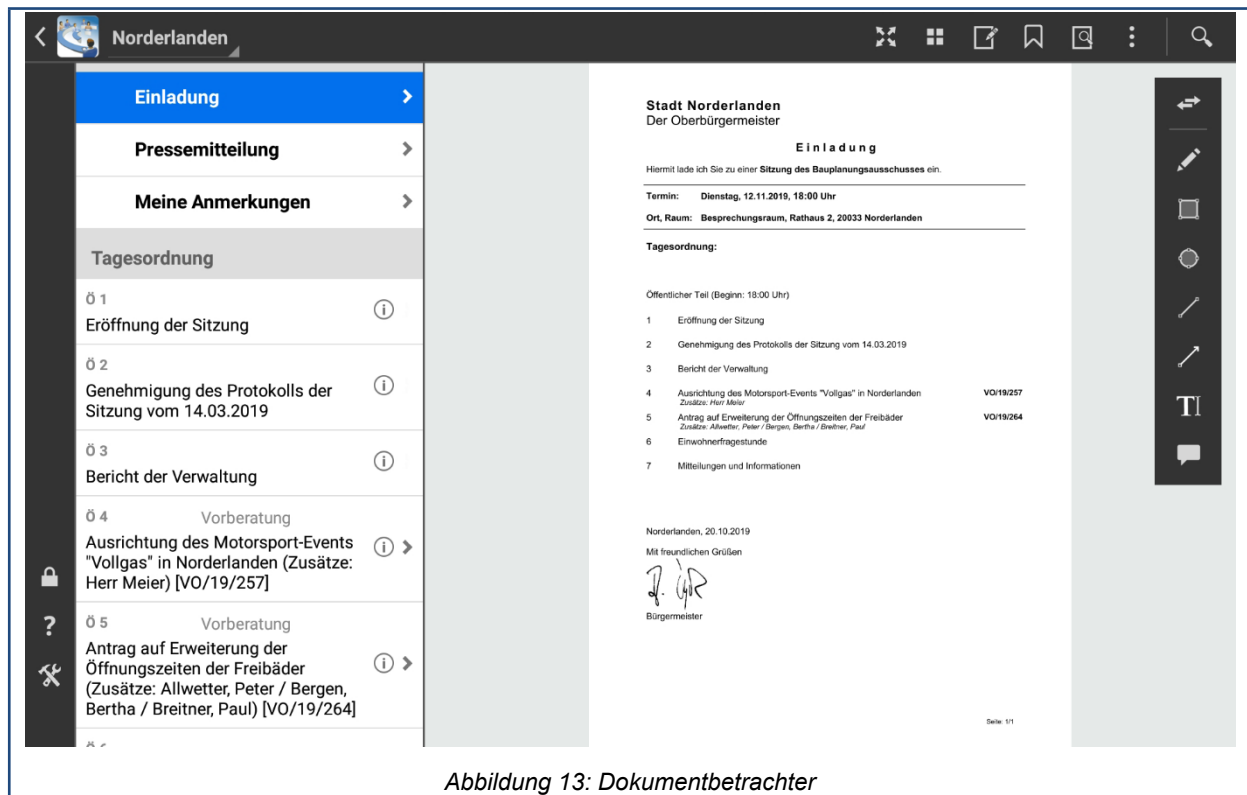 Norderlanden
Einladung
Pressemitteilung
Meine Anmerkungen
Tagesordnung
Ö 1
Eröffnung der Sitzung
Ö 2
Genehmigung des Protokolls der
Sitzung vom 14.03.2019
Ö 3
Bericht der Verwaltung
Ö 4 Vorberatung
Ausrichtung des Motorsport-Events
"Vollgas" in Norderlanden (Zusätze:
Herr Meier) [VO/19/257]
Ö 5 Vorberatung
Antrag auf Erweiterung der
Öffnungszeiten der Freibäder
(Zusätze: Allwetter, Peter / Bergen,
Bertha / Breitner, Paul) [VO/19/264]
Stadt Norderlanden
Der Oberbürgermeister
Einladung
Hiermit lade ich Sie zu einer Sitzung des Bauplanungsausschusses ein.
Termin: Dienstag, 12.11.2019, 18:00 Uhr
Ort, Raum: Besprechungsraum, Rathaus 2, 20033 Norderlanden
Tagesordnung:
Öffentlicher Teil (Beginn: 18:00 Uhr)
1 Eröffnung der Sitzung
2 Genehmigung des Protokolls der Sitzung vom 14.03.2019
3 Bericht der Verwaltung
4 Ausrichtung des Motorsport-Events "Vollgas" in Norderlanden VO/19/257
Zusätze: Herr Meier
5 Antrag auf Erweiterung der Öffnungszeiten der Freibäder VO/19/264
Zusätze: Allwetter, Peter / Bergen, Bertha / Breitner, Paul
6 Einwohnerfragestunde
7 Mitteilungen und Informationen
Norderlanden, 20.10.2019
Mit freundlichen Grüßen
Bürgermeister
Seite: 1/1
TI
Abbildung 13: Dokumentbetrachter